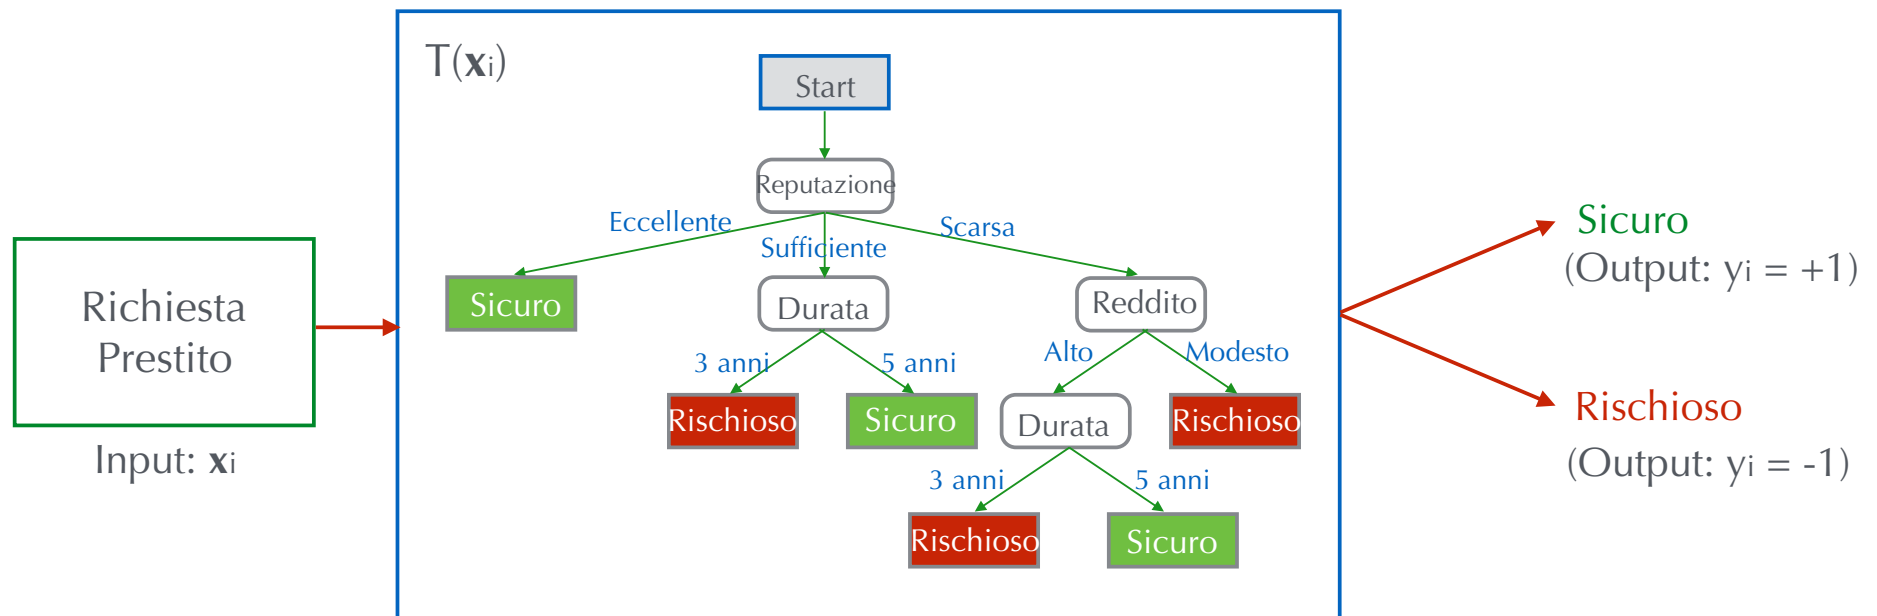 T(xi)
Start
Reputazione
Eccellente
Sufficiente
Scarsa
Sicuro
Durata
Reddito
3 anni
5 anni
Alto
Modesto
Rischioso
Sicuro
Durata
Rischioso
3 anni
5 anni
Rischioso
Sicuro
Richiesta
Prestito
Input: xi
Sicuro
(Output: yi = +1)
Rischioso
(Output: yi = -1)